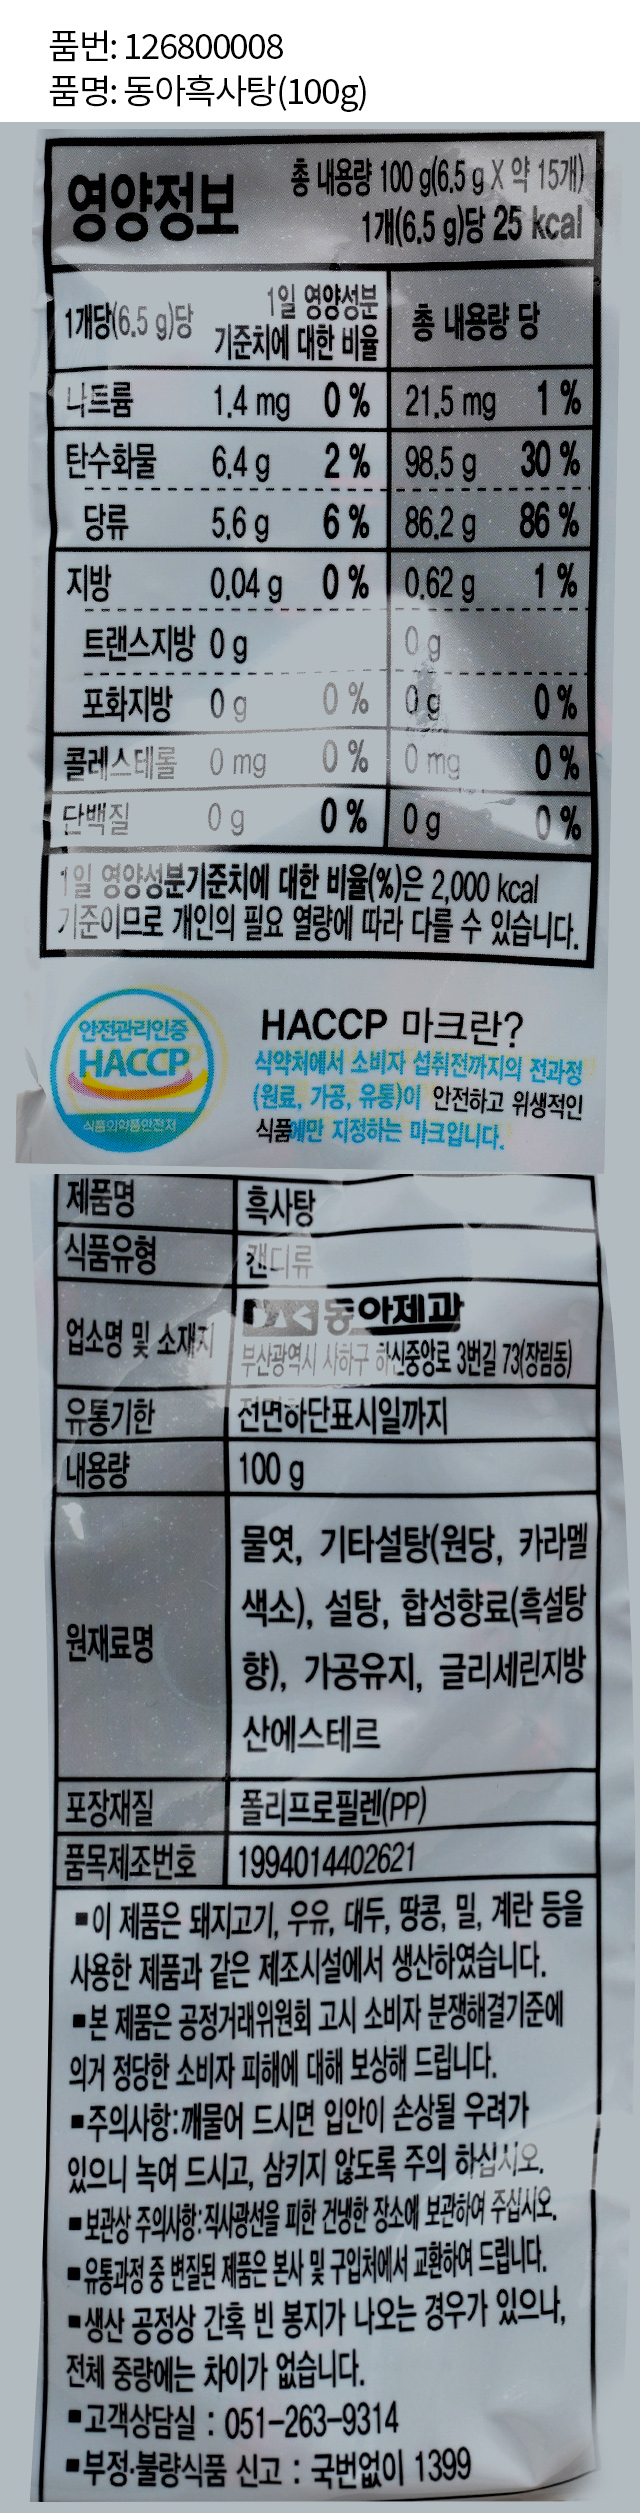 품번: 126800008
품명: 동아흑사탕(100g)
영양정보
총 내용량 100 g(6.5 g X 약 15개)
1개(6.5 g)당 25 kcal
1개당(6.5 g)당 1일 영양성분 기준치에 대한 비율 총 내용량 당
나트륨 1.4 mg 0 % 21.5 mg 1 %
탄수화물 6.4 g 2 % 98.5 g 30 %
당류 5.6 g 6 % 86.2 g 86 %
지방 0.04 g 0 % 0.62 g 1 %
트랜스지방 0 g 0 g
포화지방 0 g 0 % 0 g 0 %
콜레스테롤 0 mg 0 % 0 mg 0 %
단백질 0 g 0 % 0 g 0 %
1일 영양성분기준치에 대한 비율(%)은 2,000 kcal
기준이므로 개인의 필요 열량에 따라 다를 수 있습니다.
안전관리인증
HACCP
식품의약품안전처
HACCP 마크란?
식약처에서 소비자 섭취전까지의 전과정
(원료, 가공, 유통)이 안전하고 위생적인
식품에만 지정하는 마크입니다.
제품명 흑사탕
식품유형 캔디류
업소명 및 소재지 동아제과
부산광역시 사하구 하신중앙로 3번길 73(장림동)
유통기한 전면하단표시일까지
내용량 100 g
원재료명 물엿, 기타설탕(원당, 카라멜
색소), 설탕, 합성향료(흑설탕
향), 가공유지, 글리세린지방
산에스테르
포장재질 폴리프로필렌(PP)
품목제조번호 1994014402621
■이 제품은 돼지고기, 우유, 대두, 땅콩, 밀, 계란 등을
사용한 제품과 같은 제조시설에서 생산하였습니다.
■본 제품은 공정거래위원회 고시 소비자 분쟁해결기준에
의거 정당한 소비자 피해에 대해 보상해 드립니다.
■주의사항:깨물어 드시면 입안이 손상될 우려가
있으니 녹여 드시고, 삼키지 않도록 주의 하십시오.
■보관상 주의사항:직사광선을 피한 건냉한 장소에 보관하여 주십시오.
■유통과정 중 변질된 제품은 본사 및 구입처에서 교환하여 드립니다.
■생산 공정상 간혹 빈 봉지가 나오는 경우가 있으나,
전체 중량에는 차이가 없습니다.
■고객상담실 : 051-263-9314
■부정·불량식품 신고 : 국번없이 1399